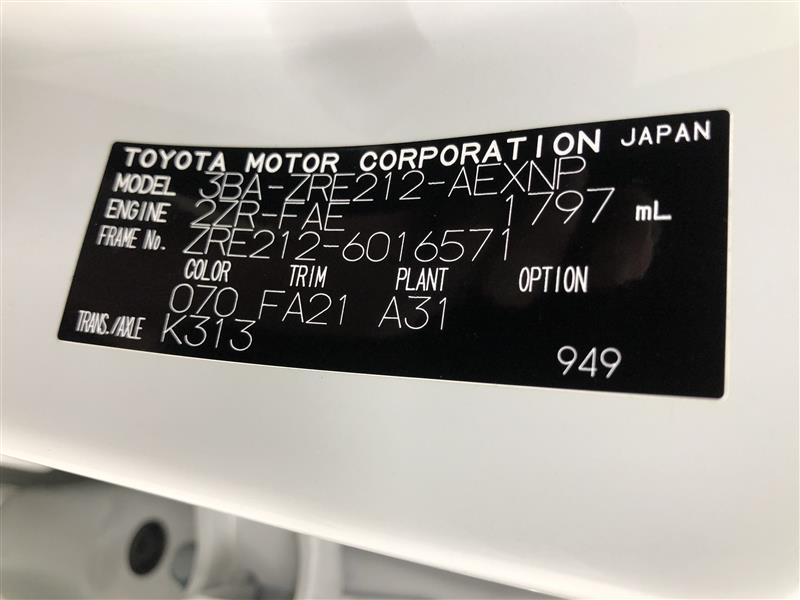 TOYOTA MOTOR CORPORATION JAPAN
MODEL 3BA-ZRE212-AEXNP
ENGINE 2ZR-FAE 1797 mL
FRAME No. ZRE212-6016571
COLOR TRIM PLANT OPTION
070 FA21 A31
TRANS./AXLE K313
949